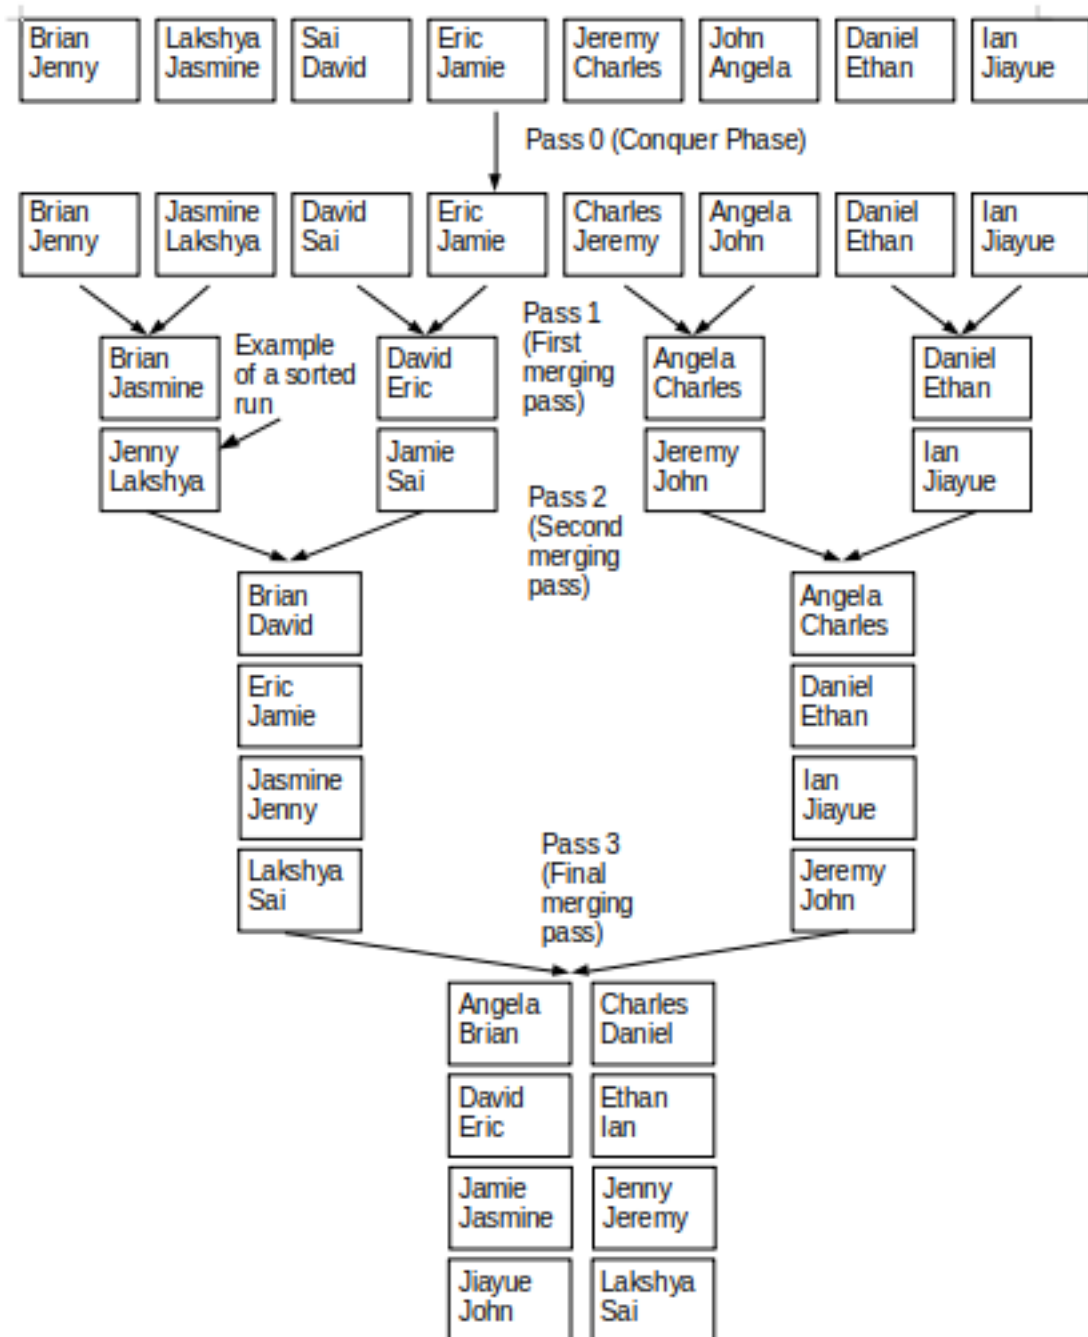 Brian
Jenny
Lakshya
Jasmine
Sai
David
Eric
Jamie
Jeremy
Charles
John
Angela
Daniel
Ethan
Ian
Jiayue
Pass 0 (Conquer Phase)
Brian
Jenny
Jasmine
Lakshya
David
Sai
Eric
Jamie
Charles
Jeremy
Angela
John
Daniel
Ethan
Ian
Jiayue
Pass 1
(First
merging
pass)
Brian
Jasmine
Example
of a sorted
run
David
Eric
Angela
Charles
Daniel
Ethan
Jenny
Lakshya
Jamie
Sai
Jeremy
John
Ian
Jiayue
Pass 2
(Second
merging
pass)
Brian
David
Angela
Charles
Eric
Jamie
Daniel
Ethan
Jasmine
Jenny
Ian
Jiayue
Lakshya
Sai
Jeremy
John
Pass 3
(Final
merging
pass)
Angela
Brian
Charles
Daniel
David
Eric
Ethan
Ian
Jamie
Jasmine
Jenny
Jeremy
Jiayue
John
Lakshya
Sai